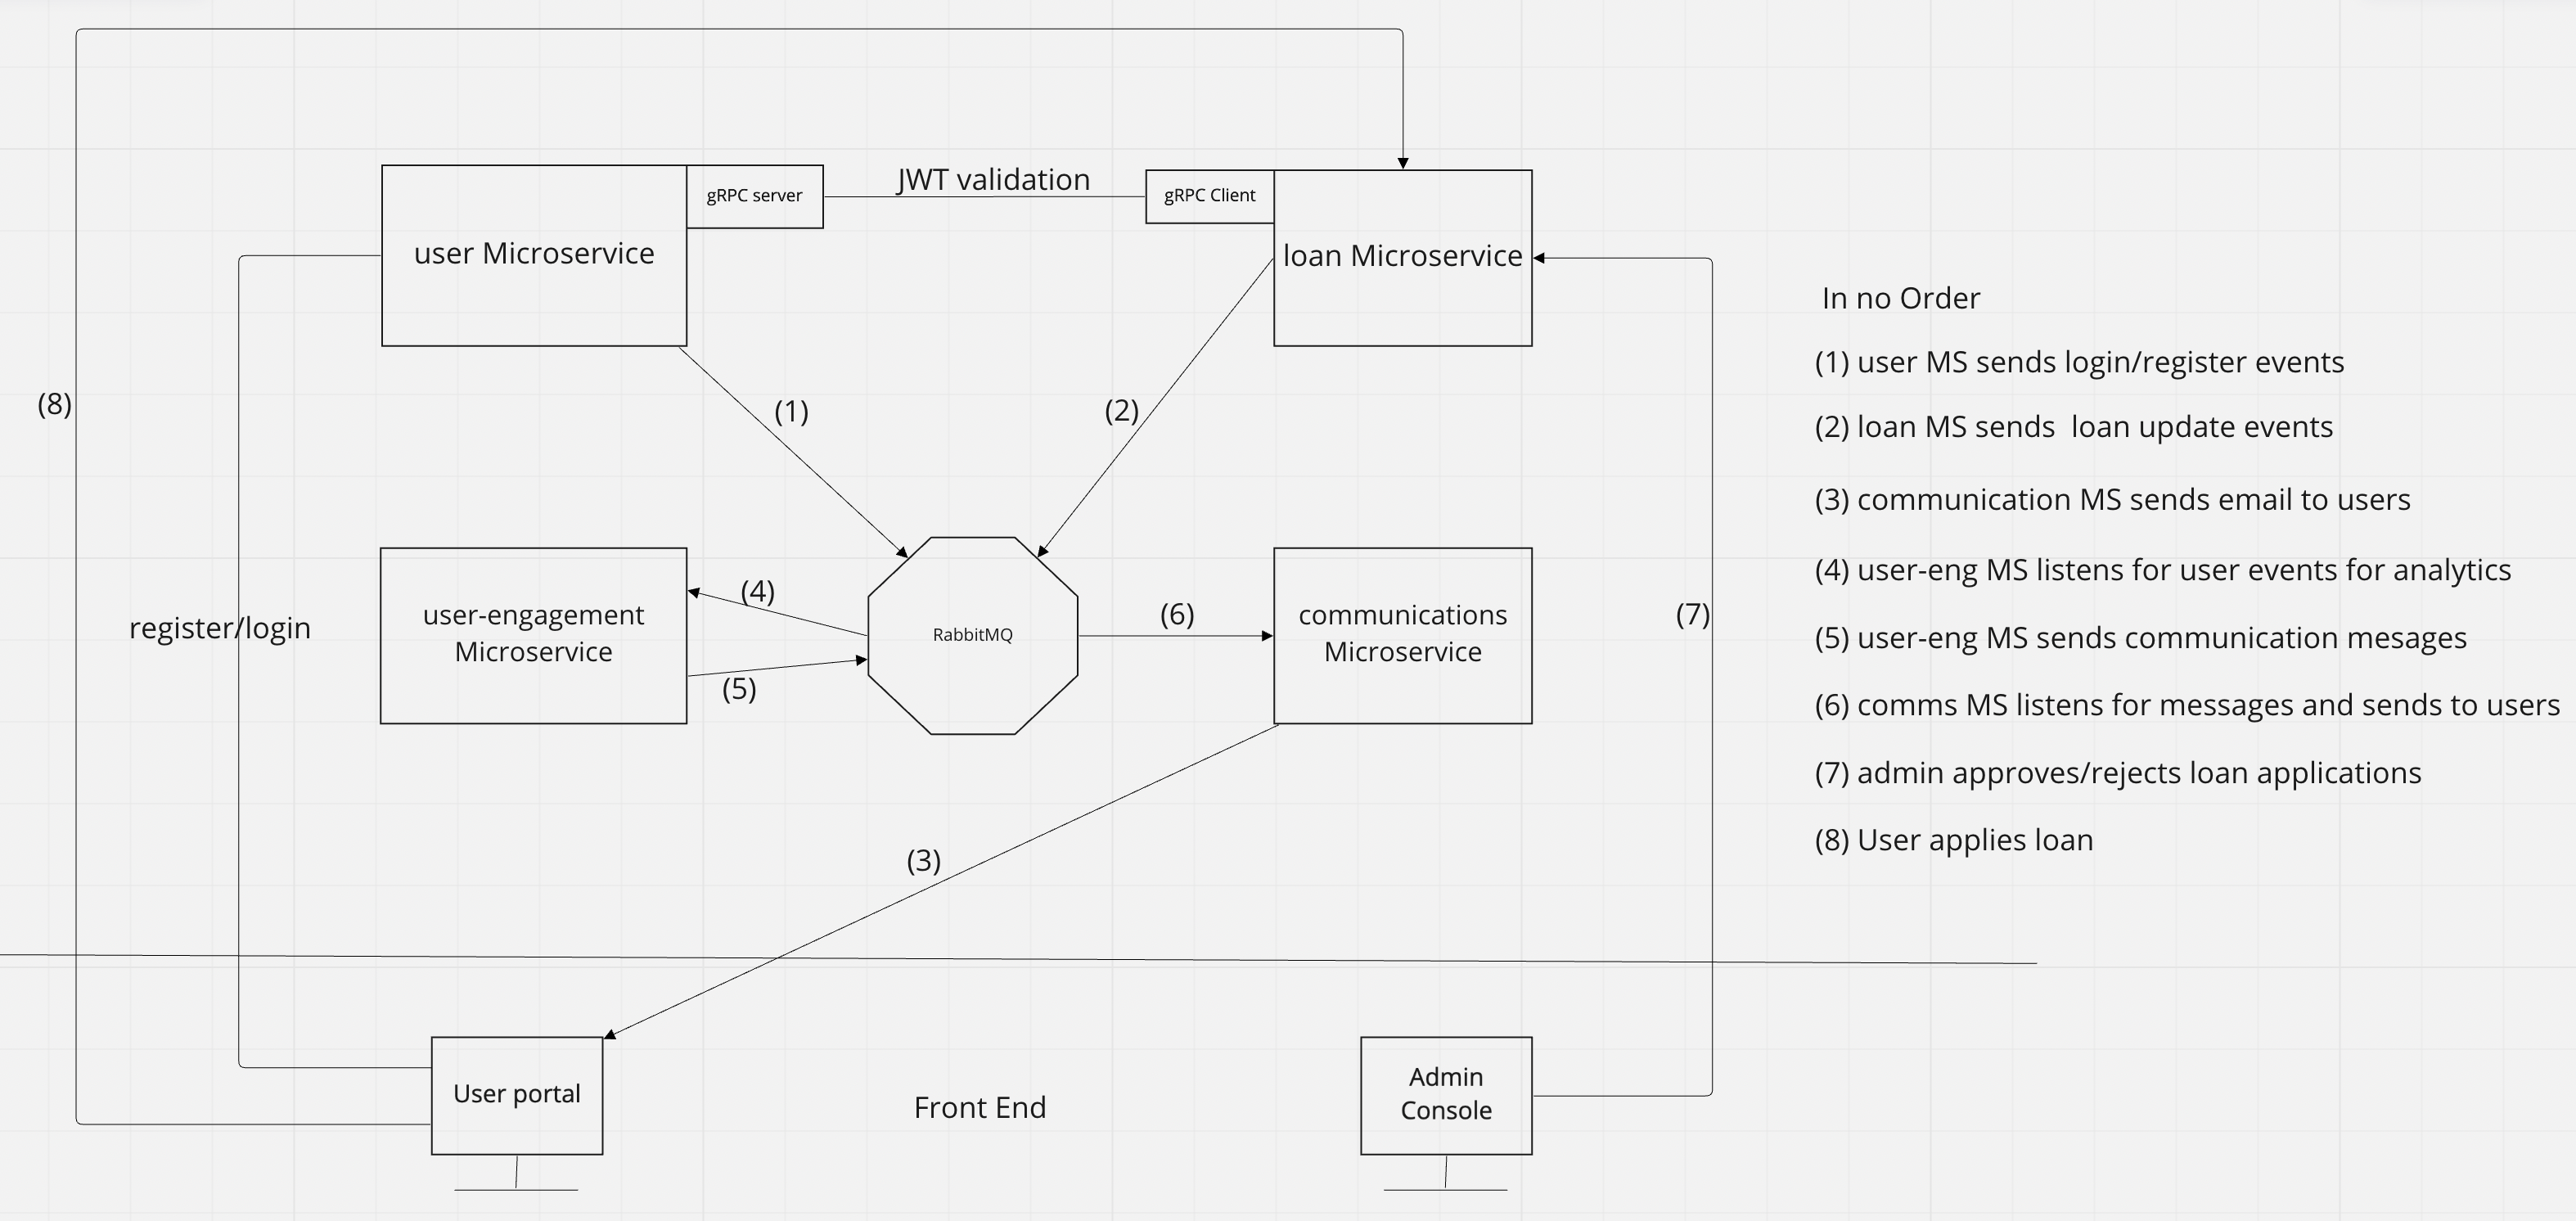 JWT validation
gRPC server
gRPC Client
user Microservice
loan Microservice
In no Order
(1) user MS sends login/register events
(8)
(1)
(2)
(2) loan MS sends  loan update events
(3) communication MS sends email to users
(4) user-eng MS listens for user events for analytics
(4)
(6)
(7)
register/login
user-engagement
Microservice
RabbitMQ
communications
Microservice
(5) user-eng MS sends communication mesages
(5)
(6) comms MS listens for messages and sends to users
(7) admin approves/rejects loan applications
(8) User applies loan
(3)
User portal
Front End
Admin
Console